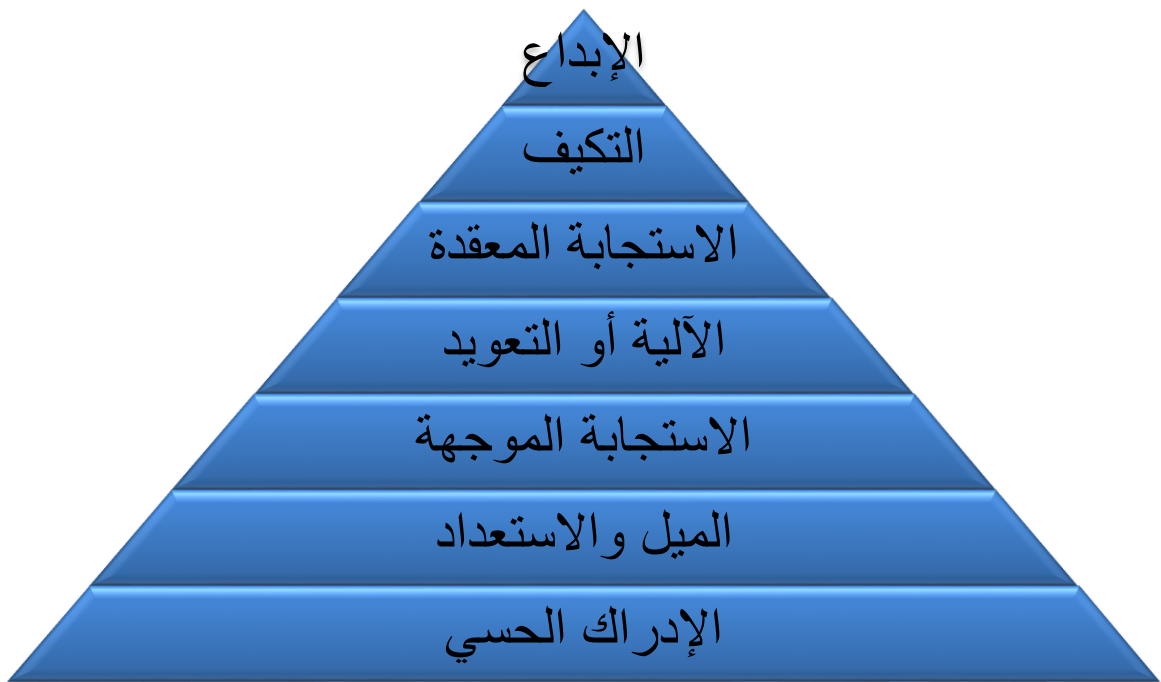 الإبداع
التكيف
الاستجابة المعقدة
الآلية أو التعويد
الاستجابة الموجهة
الميل والاستعداد
الإدراك الحسي